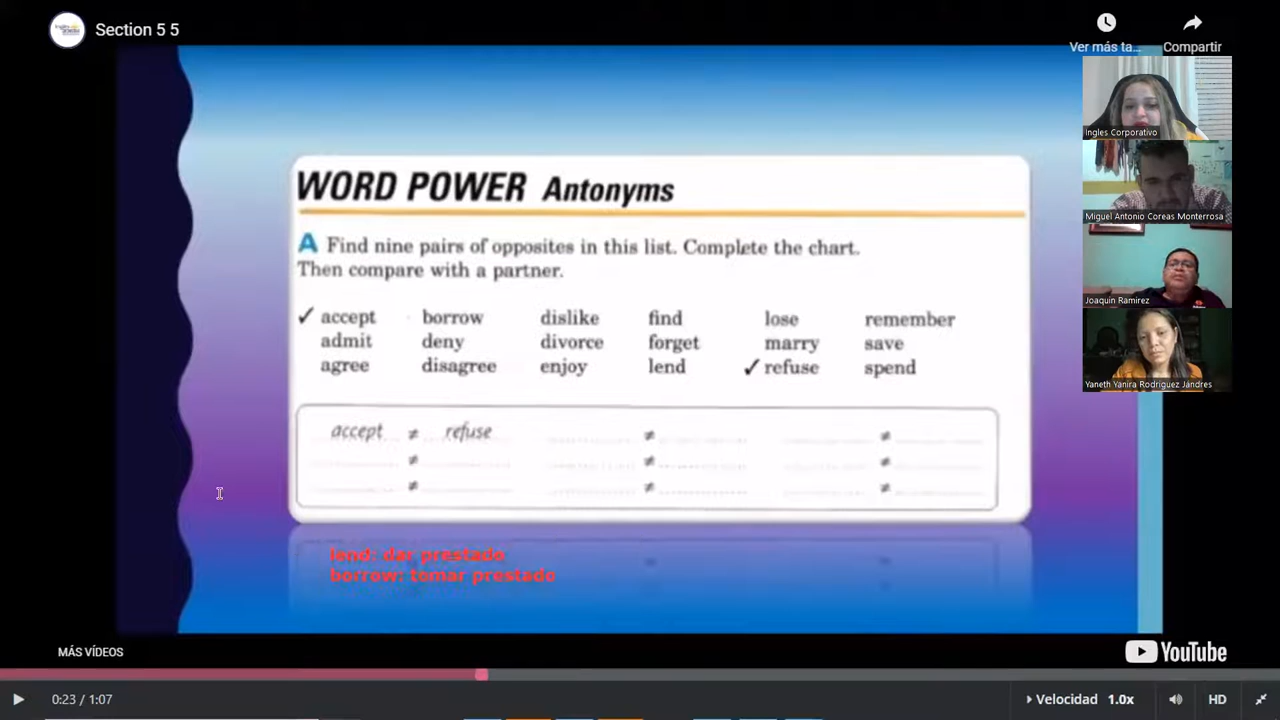 Section 5 5
Ver más ta...
Compartir
WORD POWER Antonyms
A Find nine pairs of opposites in this list. Complete the chart.
Then compare with a partner.
✓ accept borrow dislike find lose remember
admit deny divorce forget marry save
agree disagree enjoy lend ✓ refuse spend
accept ≠ refuse ≠ ≠
≠ ≠ ≠
≠ ≠ ≠
lend: dar prestado
borrow: tomar prestado
Ingles Corporativo
Miguel Antonio Coreas Monterrosa
Joaquin Ramirez
Yaneth Yanira Rodriguez Jandres
MÁS VÍDEOS
YouTube
0:23 / 1:07
Velocidad 1.0x
HD